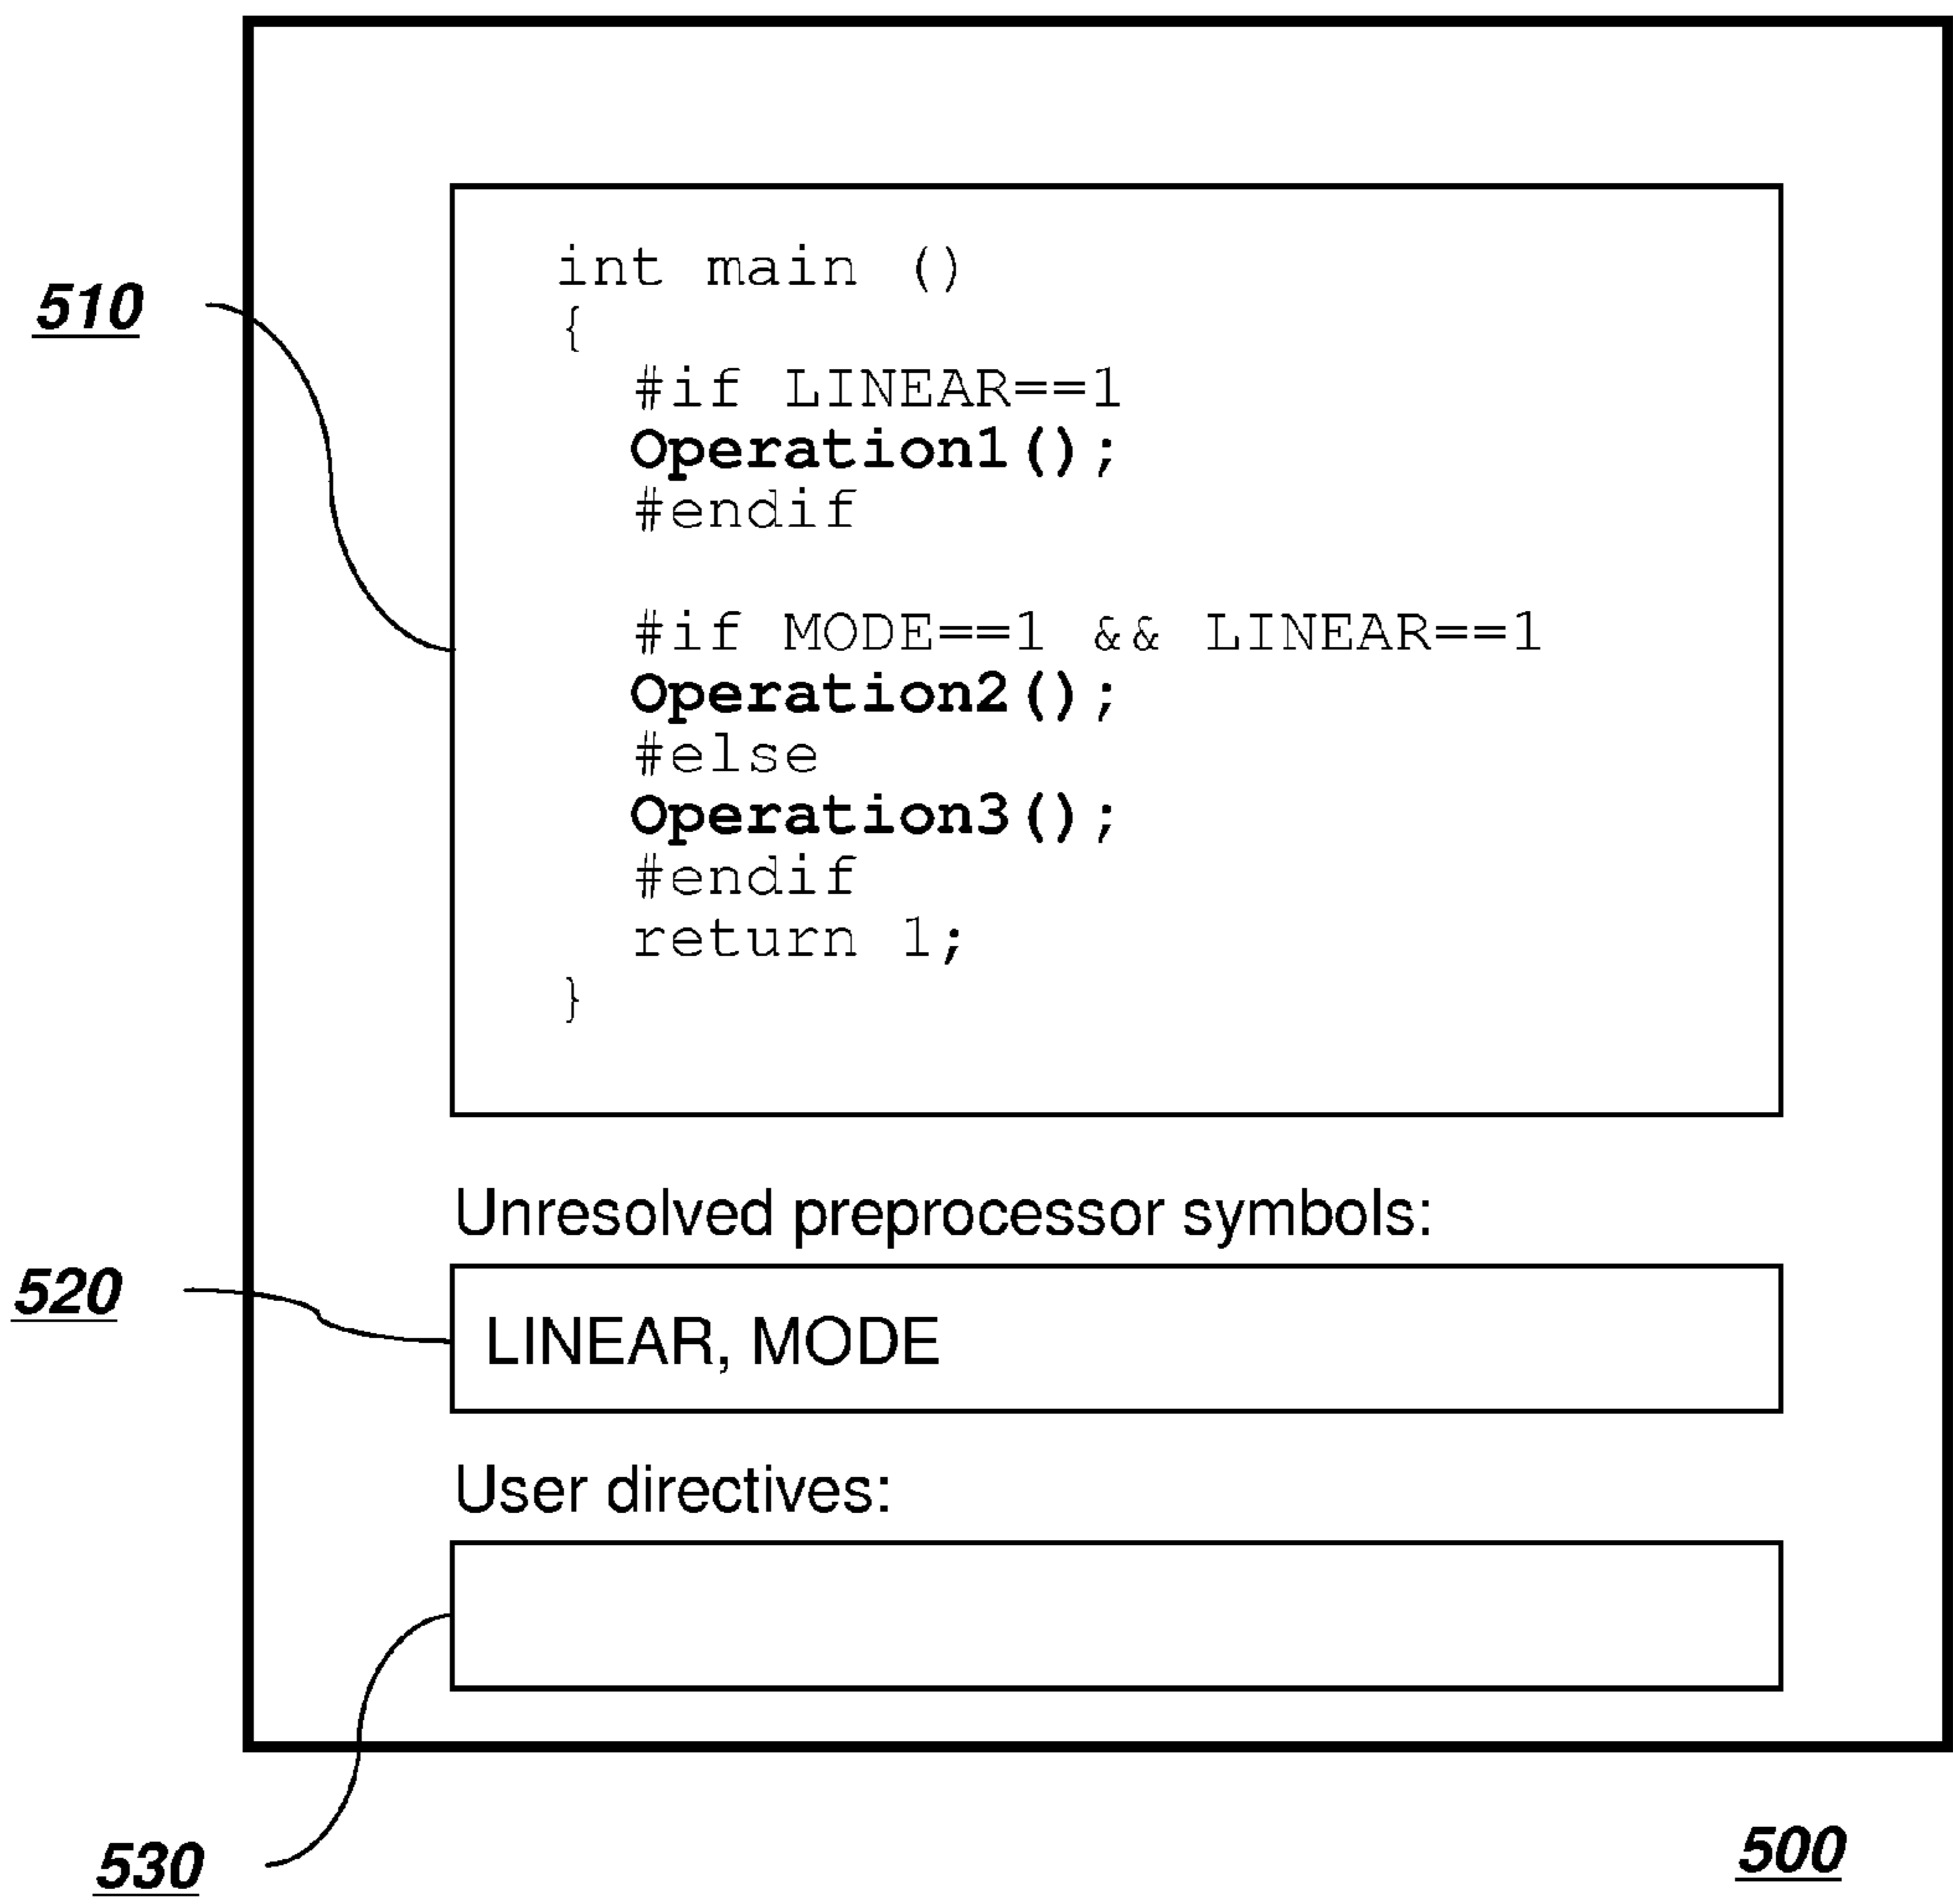 int main ()
{
#if LINEAR==1
Operation1();
#endif
#if MODE==1 && LINEAR==1
Operation2();
#else
Operation3();
#endif
return 1;
}
510
Unresolved preprocessor symbols:
LINEAR, MODE
520
User directives:
530
500